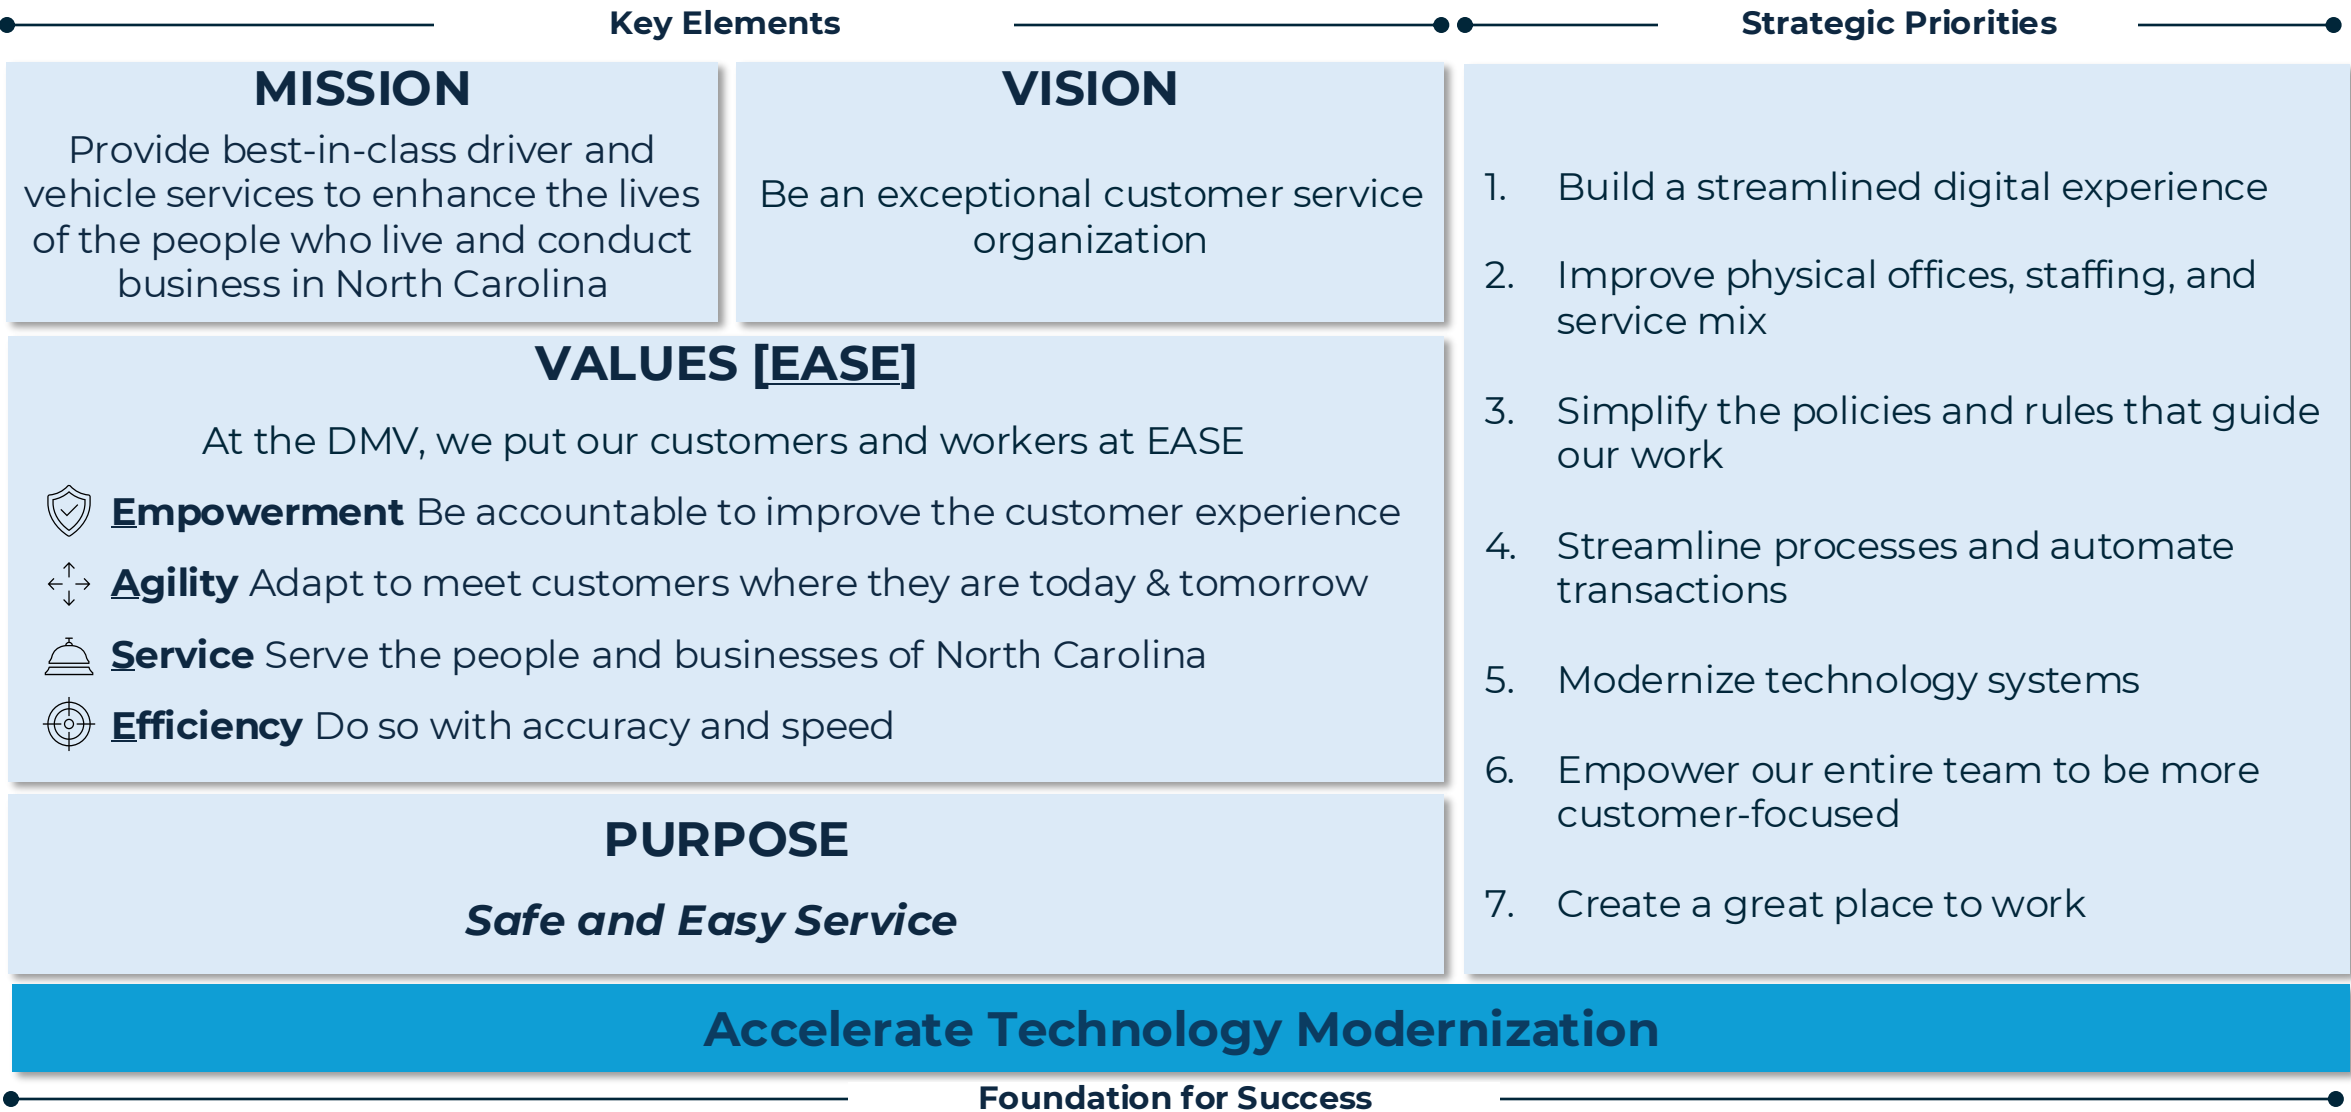 Key Elements
Strategic Priorities
MISSION
Provide best-in-class driver and
vehicle services to enhance the lives
of the people who live and conduct
business in North Carolina
VISION
Be an exceptional customer service
organization
VALUES [EASE]
At the DMV, we put our customers and workers at EASE
Empowerment Be accountable to improve the customer experience
Agility Adapt to meet customers where they are today & tomorrow
Service Serve the people and businesses of North Carolina
Efficiency Do so with accuracy and speed
PURPOSE
Safe and Easy Service
1. Build a streamlined digital experience
2. Improve physical offices, staffing, and
service mix
3. Simplify the policies and rules that guide
our work
4. Streamline processes and automate
transactions
5. Modernize technology systems
6. Empower our entire team to be more
customer-focused
7. Create a great place to work
Accelerate Technology Modernization
Foundation for Success